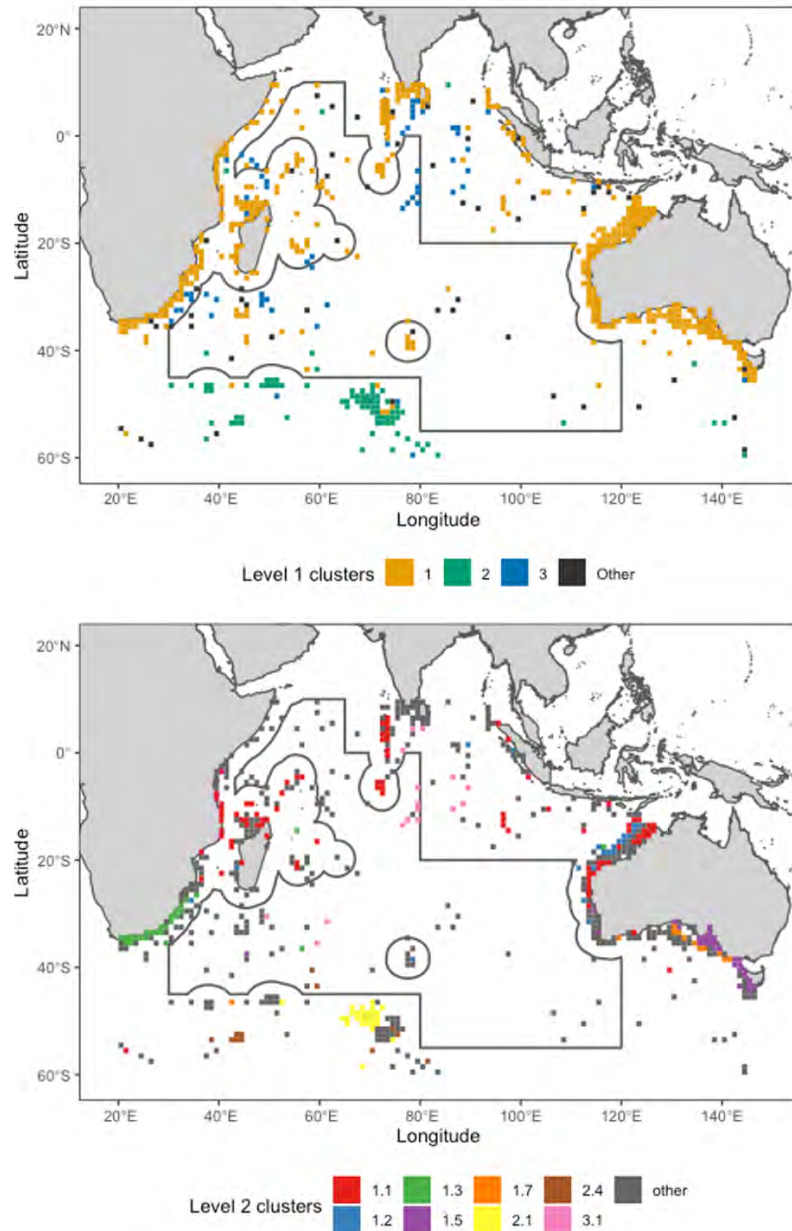 20°N
0°
20°S
40°S
60°S
Latitude
20°E 40°E 60°E 80°E 100°E 120°E 140°E
Longitude
Level 1 clusters 1 2 3 Other
20°N
0°
20°S
40°S
60°S
Latitude
20°E 40°E 60°E 80°E 100°E 120°E 140°E
Longitude
Level 2 clusters
1.1 1.3 1.7 2.4 other
1.2 1.5 2.1 3.1